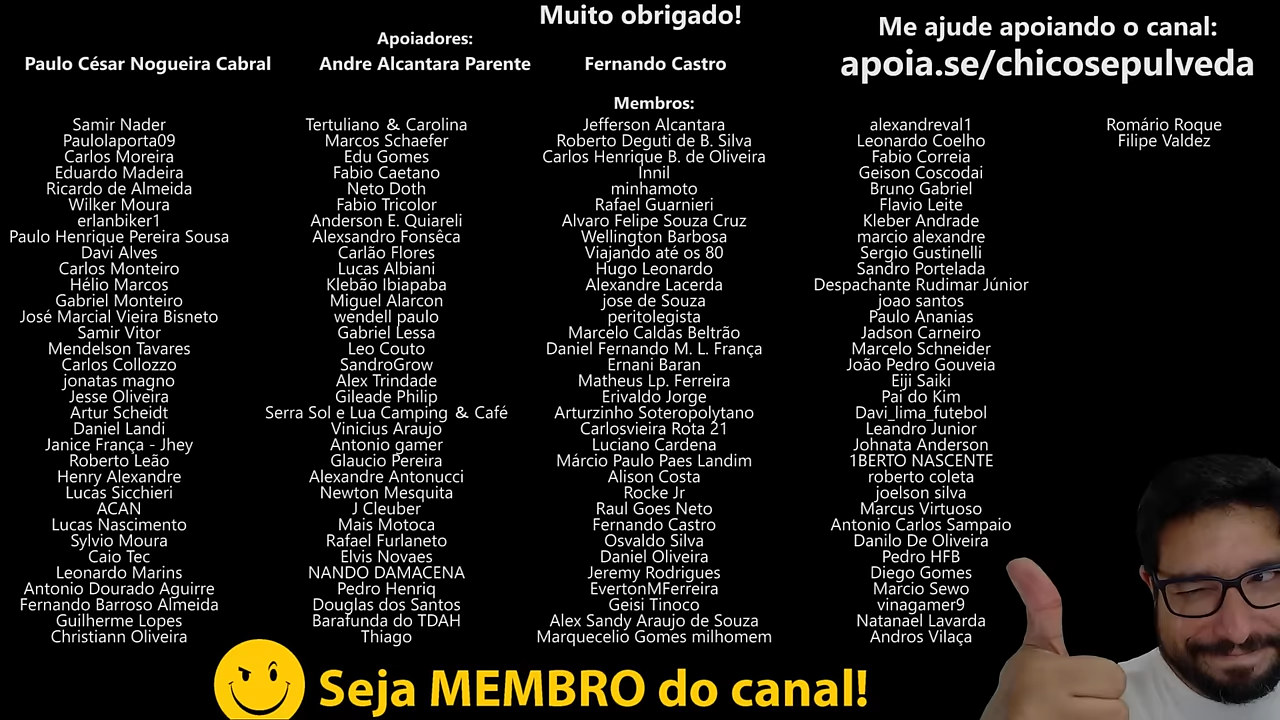 Muito obrigado!
Me ajude apoiando o canal:
apoia.se/chicosepulveda
Apoiadores:
Paulo César Nogueira Cabral
Andre Alcantara Parente
Fernando Castro
Membros:
Samir Nader
Paulolaporta09
Carlos Moreira
Eduardo Madeira
Ricardo de Almeida
Wilker Moura
erlanbiker1
Paulo Henrique Pereira Sousa
Davi Alves
Carlos Monteiro
Hélio Marcos
Gabriel Monteiro
José Marcial Vieira Bisneto
Samir Vitor
Mendelson Tavares
Carlos Collozzo
jonatas magno
Jesse Oliveira
Artur Scheidt
Daniel Landi
Janice França - Jhey
Roberto Leão
Henry Alexandre
Lucas Sicchieri
ACAN
Lucas Nascimento
Sylvio Moura
Caio Tec
Leonardo Marins
Antonio Dourado Aguirre
Fernando Barroso Almeida
Guilherme Lopes
Christiann Oliveira
Tertuliano & Carolina
Marcos Schaefer
Edu Gomes
Fabio Caetano
Neto Doth
Fabio Tricolor
Anderson E. Quiareli
Alexsandro Fonsêca
Carlão Flores
Lucas Albiani
Klebão Ibiapaba
Miguel Alarcon
wendell paulo
Gabriel Lessa
Leo Couto
SandroGrow
Alex Trindade
Gileade Philip
Serra Sol e Lua Camping & Café
Vinicius Araujo
Antonio gamer
Glaucio Pereira
Alexandre Antonucci
Newton Mesquita
J Cleuber
Mais Motoca
Rafael Furlaneto
Elvis Novaes
NANDO DAMACENA
Pedro Henriq
Douglas dos Santos
Barafunda do TDAH
Thiago
Jefferson Alcantara
Roberto Deguti de B. Silva
Carlos Henrique B. de Oliveira
Innil
minhamoto
Rafael Guarnieri
Alvaro Felipe Souza Cruz
Wellington Barbosa
Viajando até os 80
Hugo Leonardo
Alexandre Lacerda
jose de Souza
peritolegista
Marcelo Caldas Beltrão
Daniel Fernando M. L. França
Ernani Baran
Matheus Lp. Ferreira
Erivaldo Jorge
Arturzinho Soteropolytano
Carlosvieira Rota 21
Luciano Cardena
Márcio Paulo Paes Landim
Alison Costa
Rocke Jr
Raul Goes Neto
Fernando Castro
Osvaldo Silva
Daniel Oliveira
Jeremy Rodrigues
EvertonMFerreira
Geisi Tinoco
Alex Sandy Araujo de Souza
Marquecelio Gomes milhomem
alexandreval1
Leonardo Coelho
Fabio Correia
Geison Coscodai
Bruno Gabriel
Flavio Leite
Kleber Andrade
marcio alexandre
Sergio Gustinelli
Sandro Portelada
Despachante Rudimar Júnior
joao santos
Paulo Ananias
Jadson Carneiro
Marcelo Schneider
João Pedro Gouveia
Eiji Saiki
Pai do Kim
Davi_lima_futebol
Leandro Junior
Johnata Anderson
1BERTO NASCENTE
roberto coleta
joelson silva
Marcus Virtuoso
Antonio Carlos Sampaio
Danilo De Oliveira
Pedro HFB
Diego Gomes
Marcio Sewo
vinagamer9
Natanael Lavarda
Andros Vilaça
Romário Roque
Filipe Valdez
Seja MEMBRO do canal!